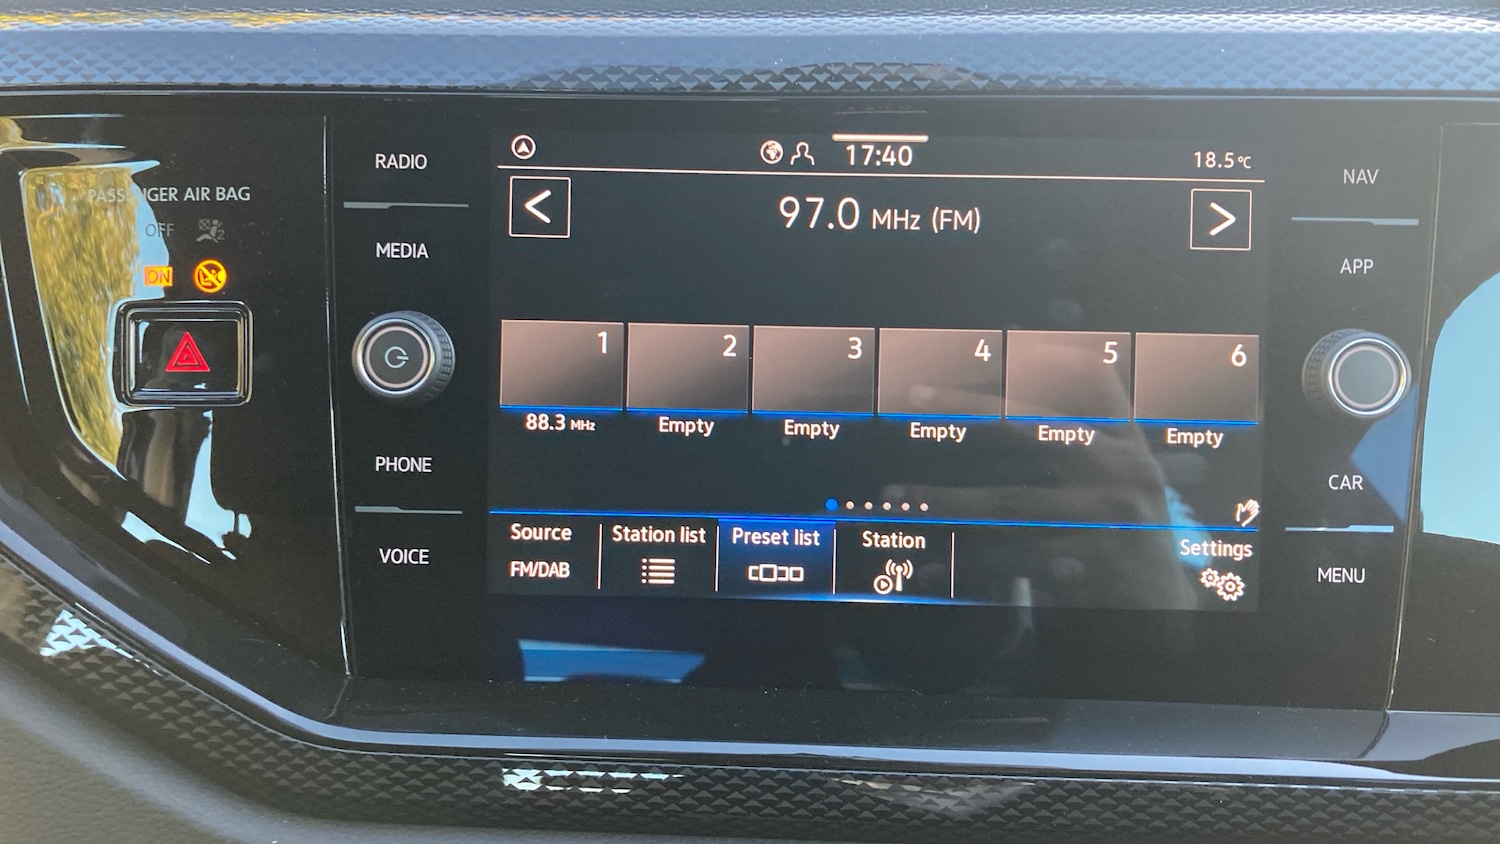 PASSENGER AIR BAG
OFF
2
ON
RADIO
MEDIA
PHONE
VOICE
17:40
18.5°C
97.0 MHz (FM)
1
2
3
4
5
6
88.3 MHz
Empty
Empty
Empty
Empty
Empty
Source
FM/DAB
Station list
Preset list
Station
Settings
NAV
APP
CAR
MENU